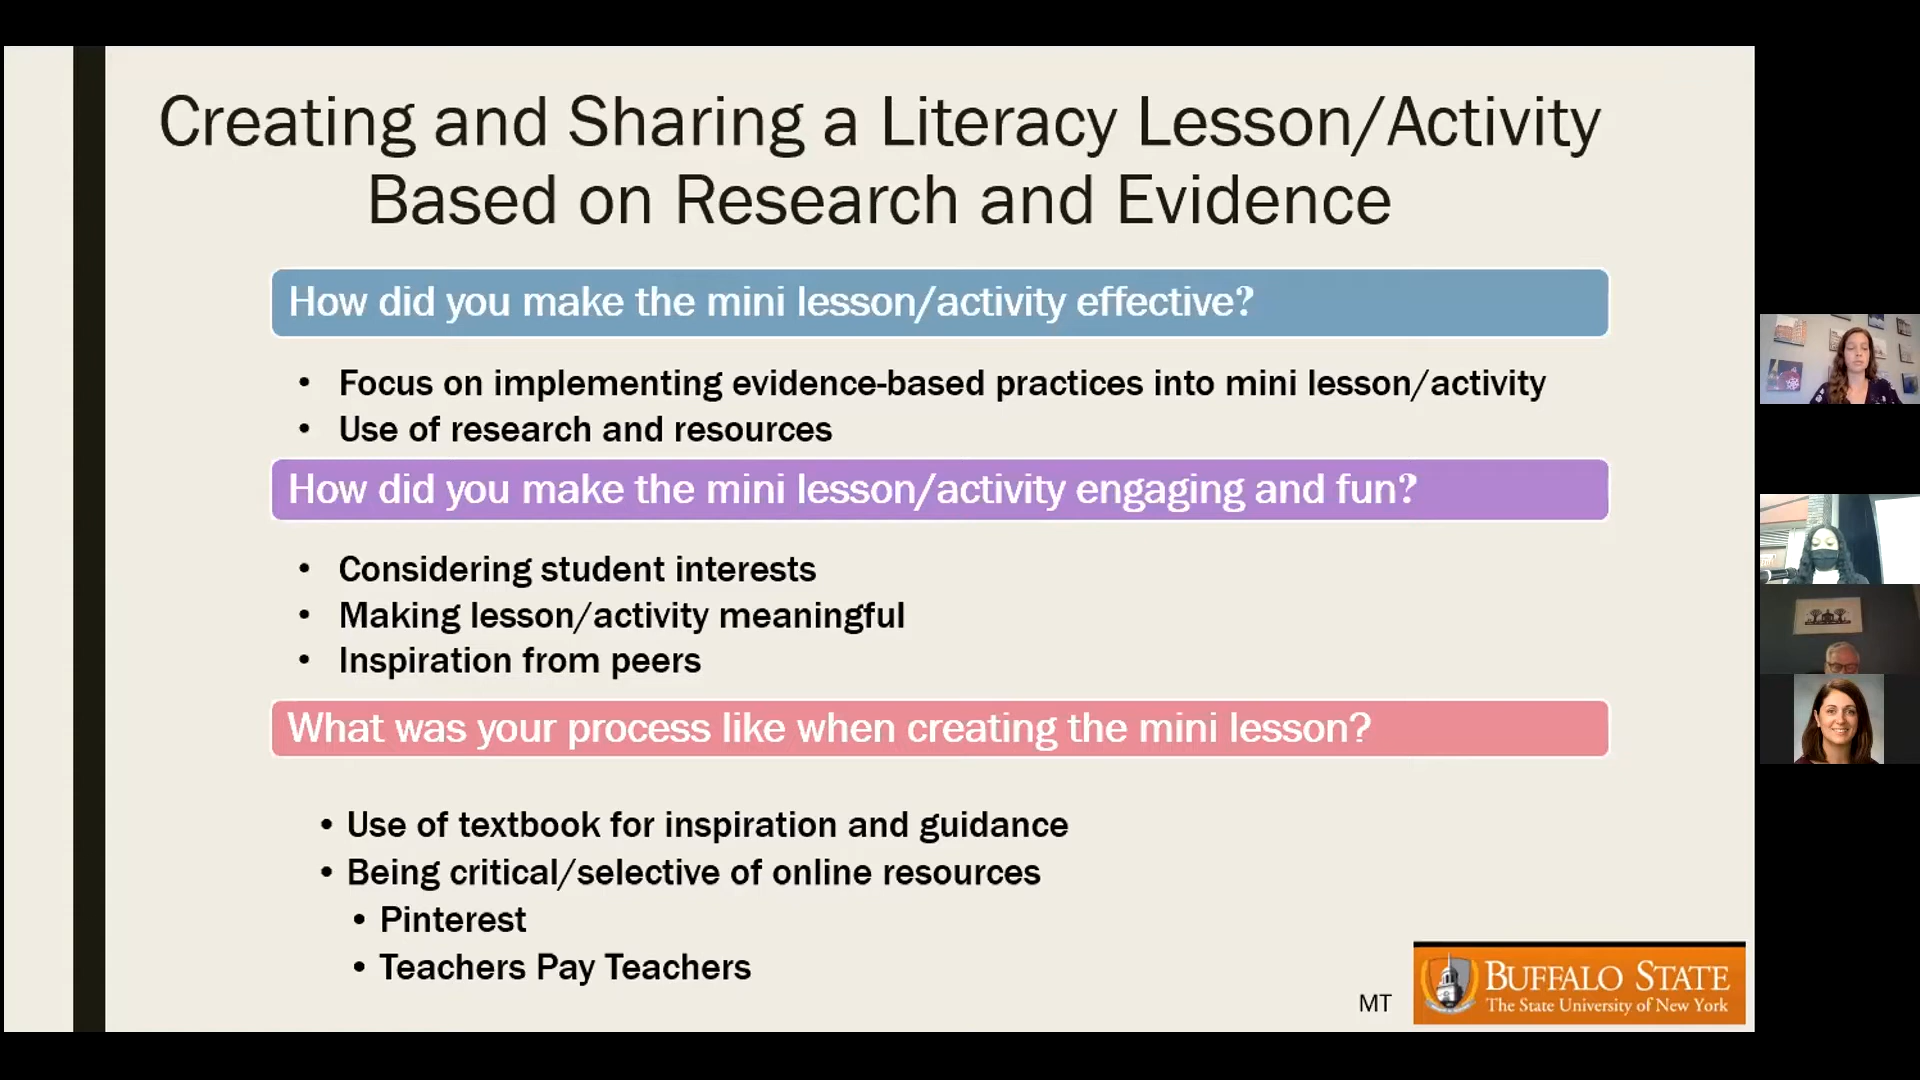 Creating and Sharing a Literacy Lesson/Activity
Based on Research and Evidence
How did you make the mini lesson/activity effective?
• Focus on implementing evidence-based practices into mini lesson/activity
• Use of research and resources
How did you make the mini lesson/activity engaging and fun?
• Considering student interests
• Making lesson/activity meaningful
• Inspiration from peers
What was your process like when creating the mini lesson?
• Use of textbook for inspiration and guidance
• Being critical/selective of online resources
• Pinterest
• Teachers Pay Teachers
MT
BUFFALO STATE
The State University of New York